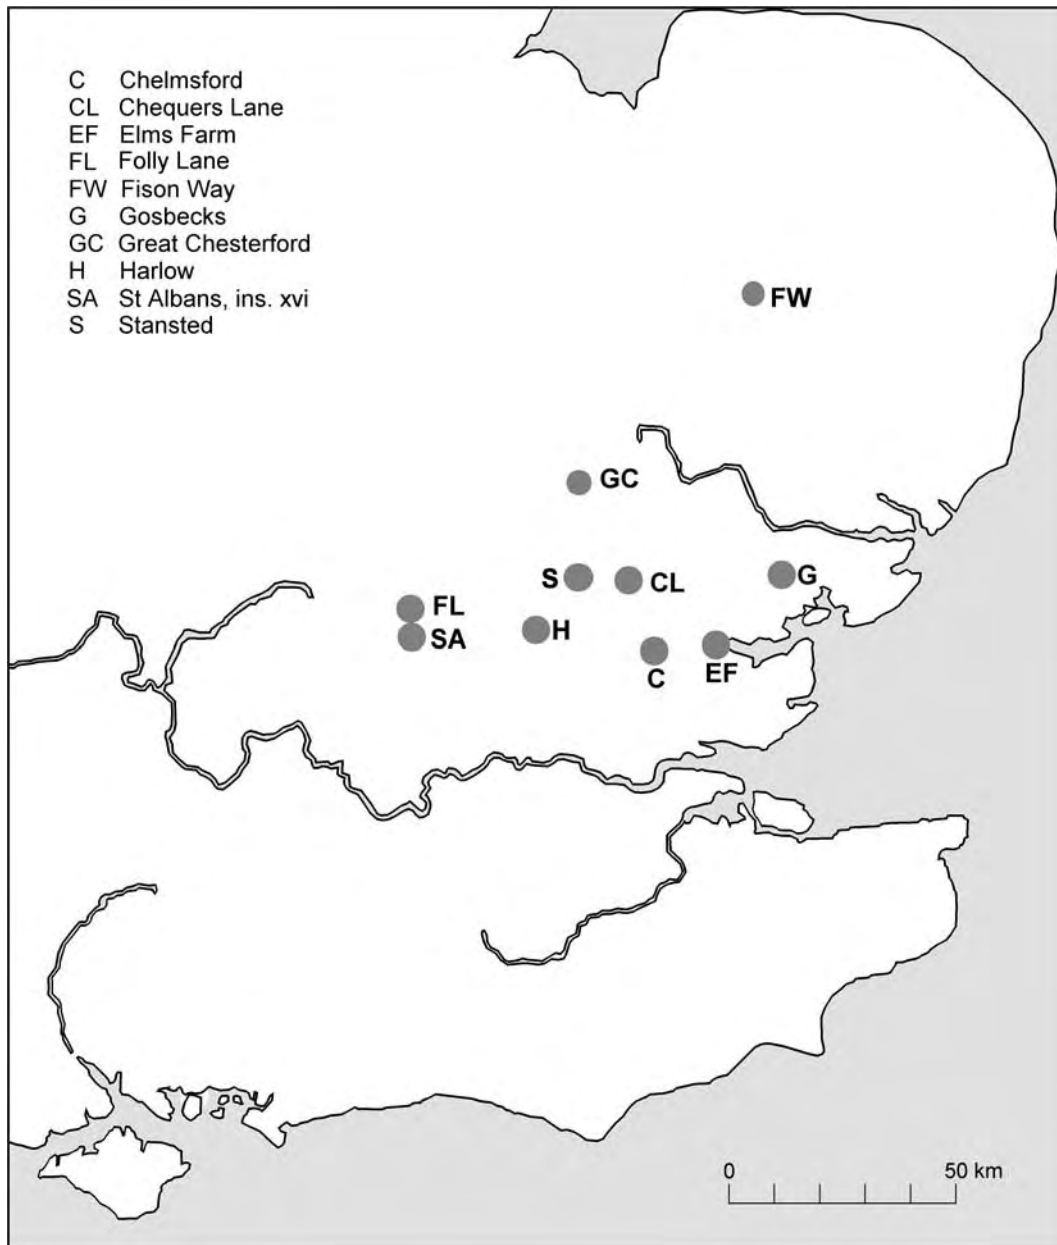 C Chelmsford
CL Chequers Lane
EF Elms Farm
FL Folly Lane
FW Fison Way
G Gosbecks
GC Great Chesterford
H Harlow
SA St Albans, ins. xvi
S Stansted
FW
GC
S
CL
G
FL
SA
H
C
EF
0 50 km